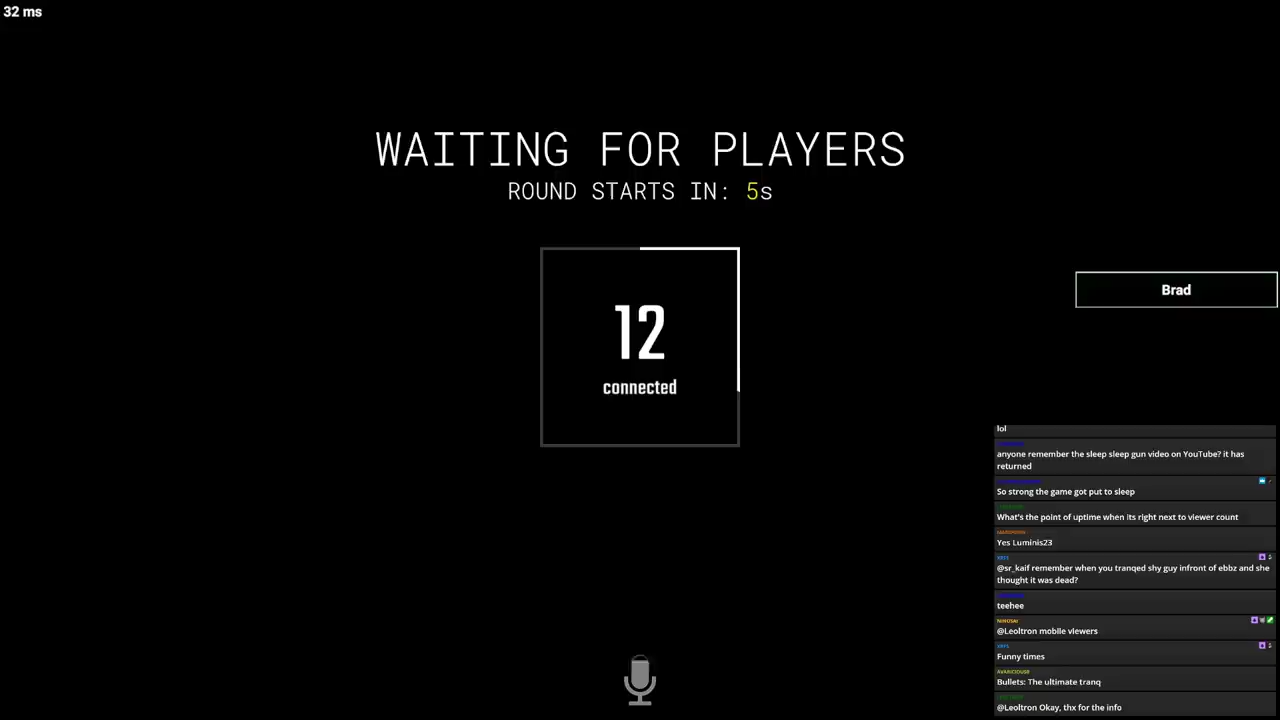 32 ms
WAITING FOR PLAYERS
ROUND STARTS IN: 5s
12
connected
Brad
lol
anyone remember the sleep sleep gun video on YouTube? it has
returned
So strong the game got put to sleep
What's the point of uptime when its right next to viewer count
Yes Luminis23
@sr_kaif remember when you tranqed shy guy infront of ebbz and she
thought it was dead?
teehee
@Leoltron mobile viewers
Funny times
Bullets: The ultimate tranq
@Leoltron Okay, thx for the info